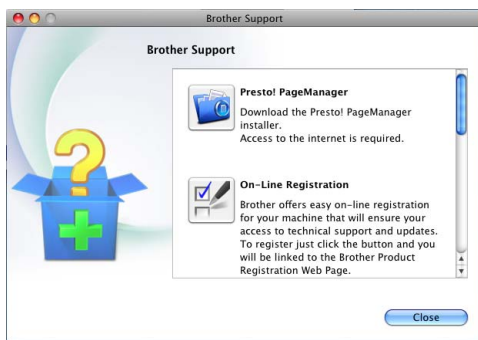 Brother Support
Brother Support
Presto! PageManager
Download the Presto! PageManager
installer.
Access to the internet is required.
On-Line Registration
Brother offers easy on-line registration
for your machine that will ensure your
access to technical support and updates.
To register just click the button and you
will be linked to the Brother Product
Registration Web Page.
Close